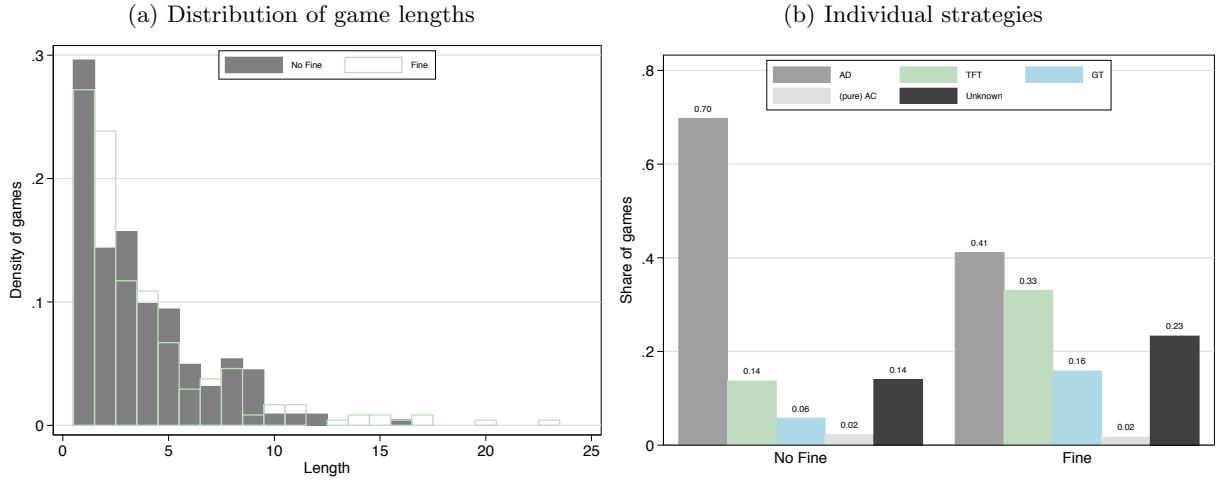 (a) Distribution of game lengths
No Fine
Fine
.3
.2
.1
0
Density of games
0 5 10 15 20 25
Length
(b) Individual strategies
AD
TFT
GT
(pure) AC
Unknown
.8
.6
.4
.2
0
Share of games
0.70
0.14
0.06
0.02
0.14
0.41
0.33
0.16
0.02
0.23
No Fine
Fine